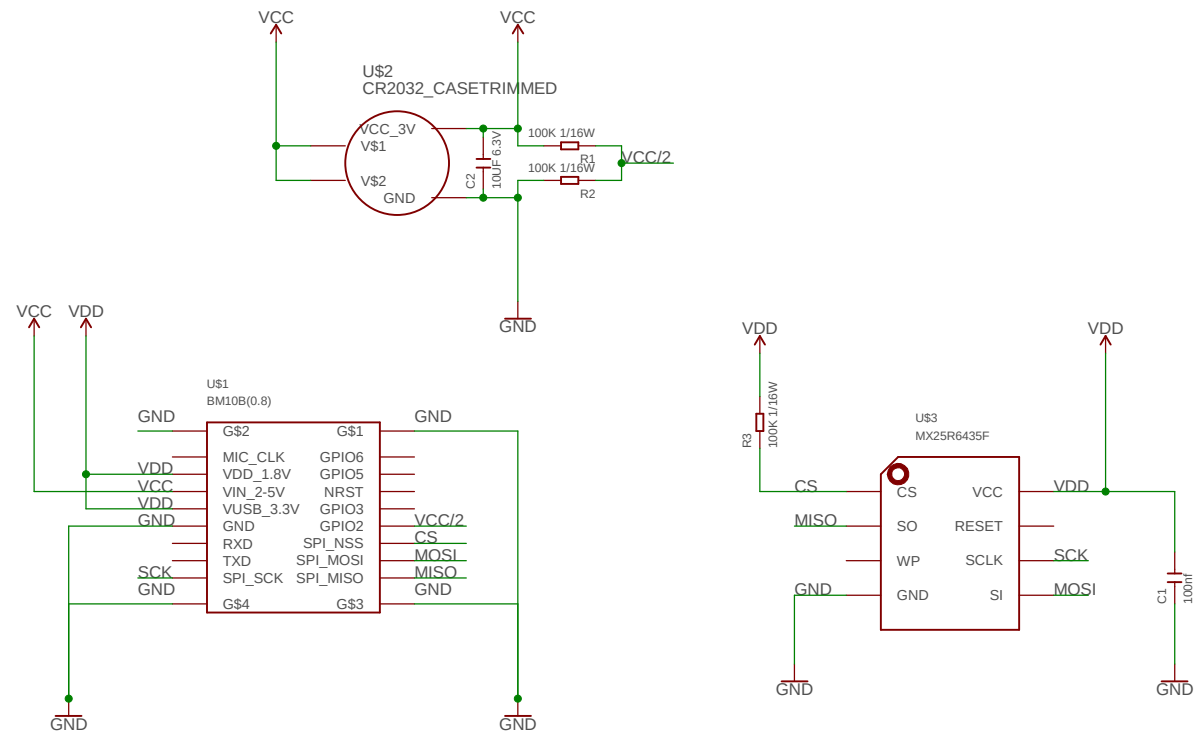 VCC
VCC
U$2
CR2032_CASETRIMMED
VCC_3V
V$1
V$2
GND
C2
10UF 6.3V
100K 1/16W
R1
VCC/2
100K 1/16W
R2
GND
VCC
VDD
U$1
BM10B(0.8)
GND
GND
G$2
G$1
MIC_CLK
GPIO6
VDD
VDD_1.8V
GPIO5
VCC
VIN_2-5V
NRST
VDD
VUSB_3.3V
GPIO3
GND
GND
GPIO2
VCC/2
RXD
SPI_NSS
CS
TXD
SPI_MOSI
MOSI
SCK
SPI_SCK
SPI_MISO
MISO
GND
GND
G$4
G$3
GND
GND
VDD
VDD
R3
100K 1/16W
U$3
MX25R6435F
CS
CS
VCC
VDD
MISO
SO
RESET
WP
SCLK
SCK
GND
GND
SI
MOSI
C1
100nf
GND
GND